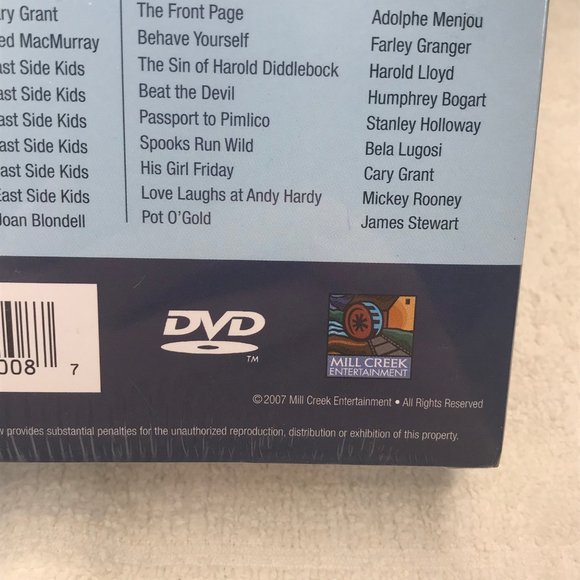 ry Grant
ed MacMurray
ast Side Kids
ast Side Kids
ast Side Kids
ast Side Kids
ast Side Kids
East Side Kids
Joan Blondell
The Front Page
Behave Yourself
The Sin of Harold Diddlebock
Beat the Devil
Passport to Pimlico
Spooks Run Wild
His Girl Friday
Love Laughs at Andy Hardy
Pot O'Gold
Adolphe Menjou
Farley Granger
Harold Lloyd
Humphrey Bogart
Stanley Holloway
Bela Lugosi
Cary Grant
Mickey Rooney
James Stewart
008 7
DVD
TM
MILL CREEK
ENTERTAINMENT
©2007 Mill Creek Entertainment • All Rights Reserved
w provides substantial penalties for the unauthorized reproduction, distribution or exhibition of this property.